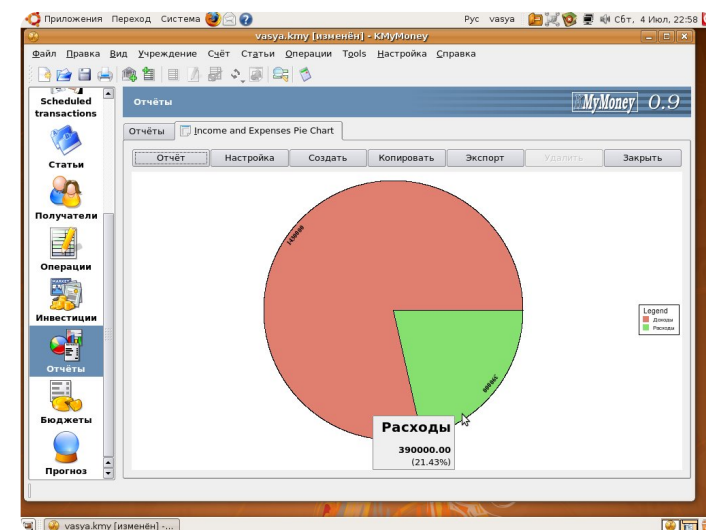 Приложения Переход Система Рус vasya Сбт, 4 Июл, 22:58
vasya.kmy [изменён] - KMyMoney
Файл Правка Вид Учреждение Счёт Статьи Операции Tools Настройка Справка
Scheduled
transactions
Статьи
Получатели
Операции
Инвестиции
Отчёты
Бюджеты
Прогноз
Отчёты
KMyMoney 0.9
Отчёты Income and Expenses Pie Chart
Отчёт Настройка Создать Копировать Экспорт Удалить Закрыть
1430000
390000
Legend
Доходы
Расходы
Расходы
390000.00
(21.43%)
vasya.kmy [изменён] -...